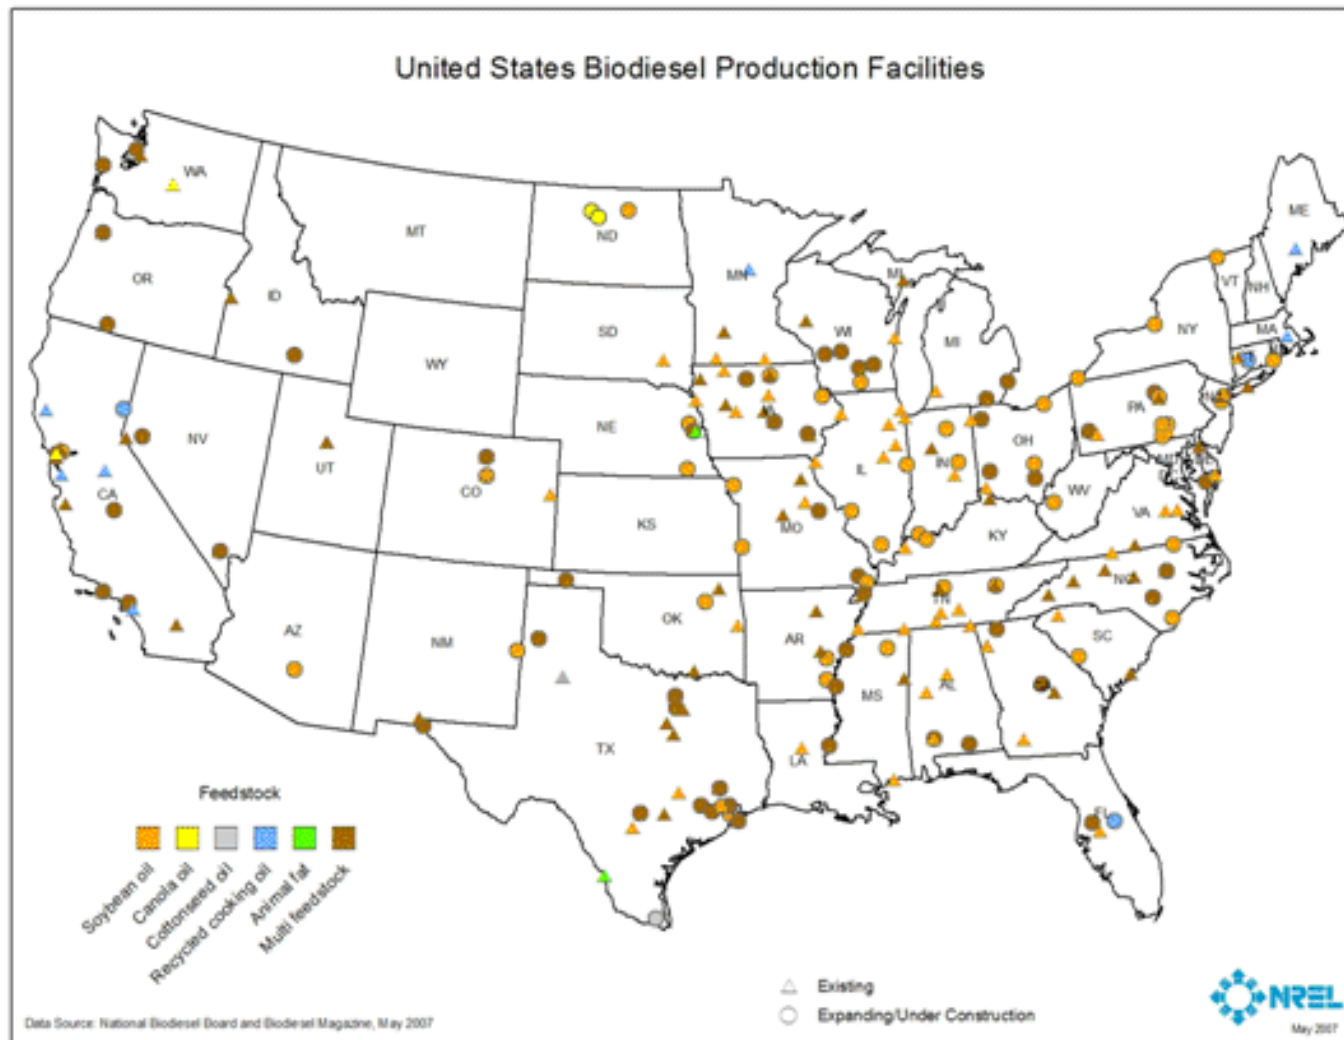 United States Biodiesel Production Facilities
WA
MT
ND
MN
ME
OR
ID
SD
WI
MI
MI
VT
NH
NY
MA
WY
NE
PA
NV
UT
CO
IL
IN
OH
CA
KS
MO
WV
VA
KY
AZ
NM
OK
AR
TN
NC
SC
MS
AL
TX
LA
FL
Feedstock
Soybean oil
Canola oil
Cottonseed oil
Recycled cooking oil
Animal fat
Multi feedstock
Existing
Expanding/Under Construction
Data Source: National Biodiesel Board and Biodiesel Magazine, May 2007
NREL
May 2007